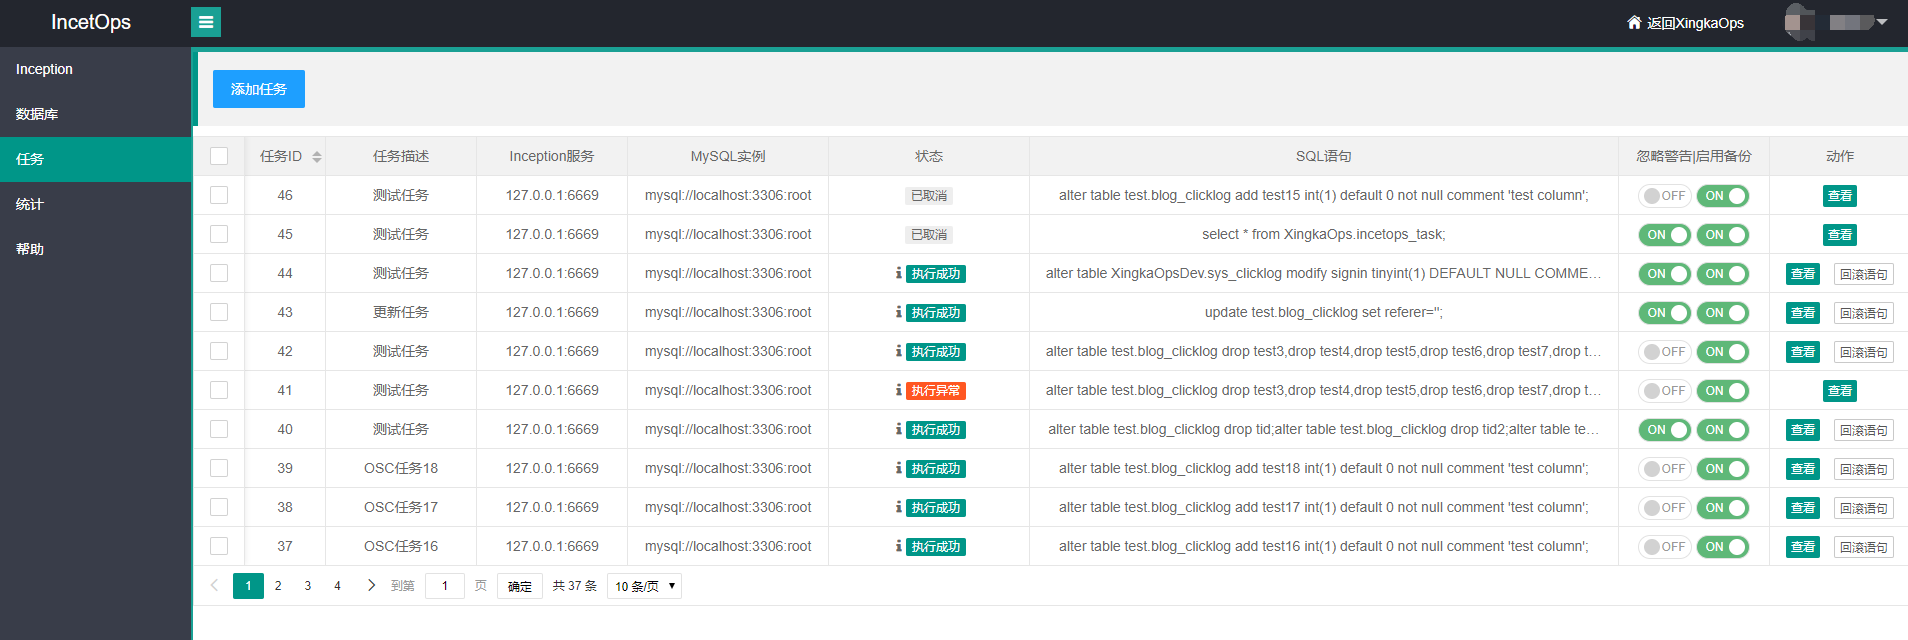 IncetOps 返回XingkaOps
Inception
数据库
任务
统计
帮助
添加任务
任务ID 任务描述 Inception服务 MySQL实例 状态 SQL语句 忽略警告|启用备份 动作
46 测试任务 127.0.0.1:6669 mysql://localhost:3306:root 已取消 alter table test.blog_clicklog add test15 int(1) default 0 not null comment 'test column'; OFF ON 查看
45 测试任务 127.0.0.1:6669 mysql://localhost:3306:root 已取消 select * from XingkaOps.incetops_task; ON ON 查看
44 测试任务 127.0.0.1:6669 mysql://localhost:3306:root 执行成功 alter table XingkaOpsDev.sys_clicklog modify signin tinyint(1) DEFAULT NULL COMME... ON ON 查看 回滚语句
43 更新任务 127.0.0.1:6669 mysql://localhost:3306:root 执行成功 update test.blog_clicklog set referer=''; ON ON 查看 回滚语句
42 测试任务 127.0.0.1:6669 mysql://localhost:3306:root 执行成功 alter table test.blog_clicklog drop test3,drop test4,drop test5,drop test6,drop test7,drop t... OFF ON 查看 回滚语句
41 测试任务 127.0.0.1:6669 mysql://localhost:3306:root 执行异常 alter table test.blog_clicklog drop test3,drop test4,drop test5,drop test6,drop test7,drop t... OFF ON 查看
40 测试任务 127.0.0.1:6669 mysql://localhost:3306:root 执行成功 alter table test.blog_clicklog drop tid;alter table test.blog_clicklog drop tid2;alter table te... ON ON 查看 回滚语句
39 OSC任务18 127.0.0.1:6669 mysql://localhost:3306:root 执行成功 alter table test.blog_clicklog add test18 int(1) default 0 not null comment 'test column'; OFF ON 查看 回滚语句
38 OSC任务17 127.0.0.1:6669 mysql://localhost:3306:root 执行成功 alter table test.blog_clicklog add test17 int(1) default 0 not null comment 'test column'; OFF ON 查看 回滚语句
37 OSC任务16 127.0.0.1:6669 mysql://localhost:3306:root 执行成功 alter table test.blog_clicklog add test16 int(1) default 0 not null comment 'test column'; OFF ON 查看 回滚语句
1 2 3 4 到第 1 页 确定 共 37 条 10 条/页